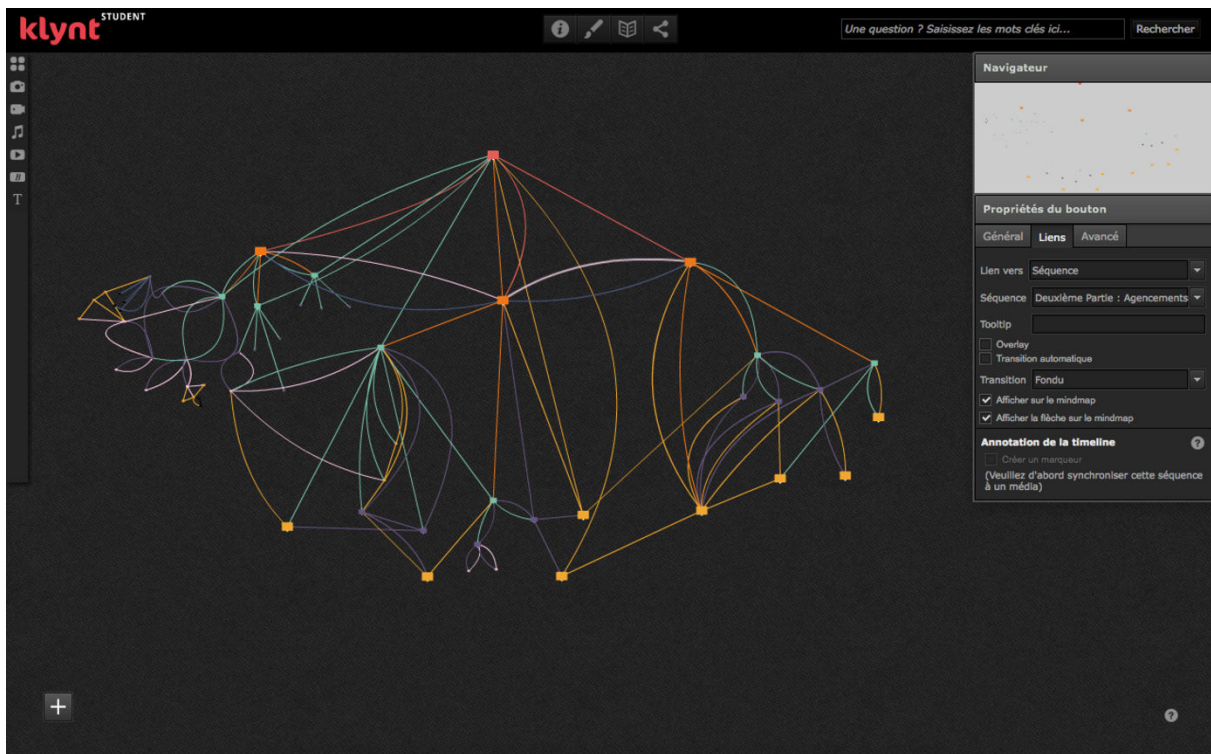 klynt STUDENT
Une question ? Saisissez les mots clés ici...
Rechercher
B
T
Navigateur
Propriétés du bouton
Général Liens Avancé
Lien vers Séquence
Séquence Deuxième Partie : Agencements
Tooltip
Overlay
Transition automatique
Transition Fondu
Afficher sur le mindmap
Afficher la flèche sur le mindmap
Annotation de la timeline ?
Créer un marqueur
(Veuillez d'abord synchroniser cette séquence
à un média)
?